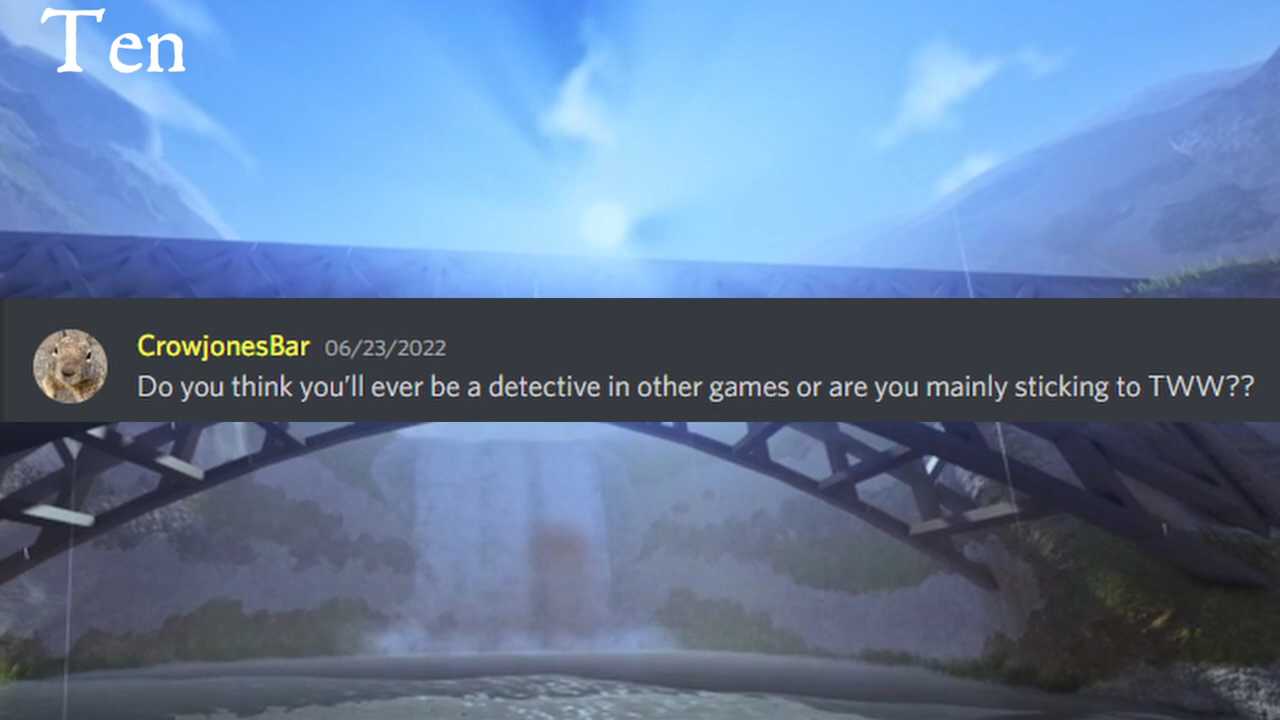 Ten
CrowjonesBar 06/23/2022
Do you think you'll ever be a detective in other games or are you mainly sticking to TWW??